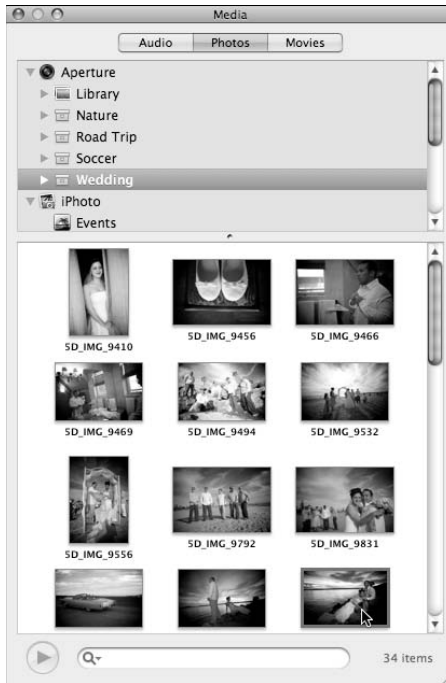 Media
Audio Photos Movies
Aperture
Library
Nature
Road Trip
Soccer
Wedding
iPhoto
Events
5D_IMG_9410 5D_IMG_9456 5D_IMG_9466
5D_IMG_9469 5D_IMG_9494 5D_IMG_9532
5D_IMG_9556 5D_IMG_9792 5D_IMG_9831
34 items